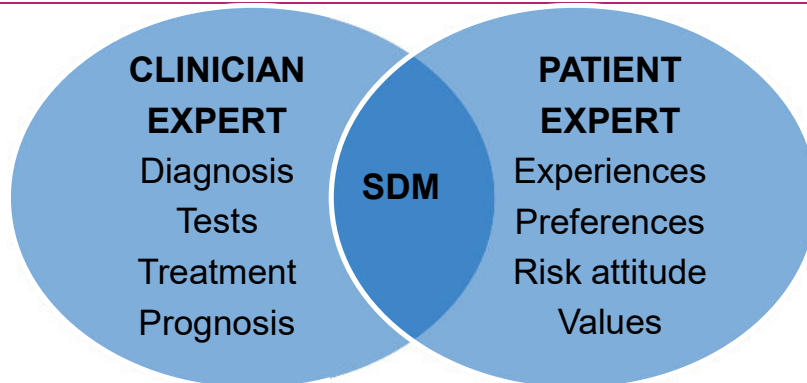 CLINICIAN
EXPERT
Diagnosis
Tests
Treatment
Prognosis
SDM
PATIENT
EXPERT
Experiences
Preferences
Risk attitude
Values